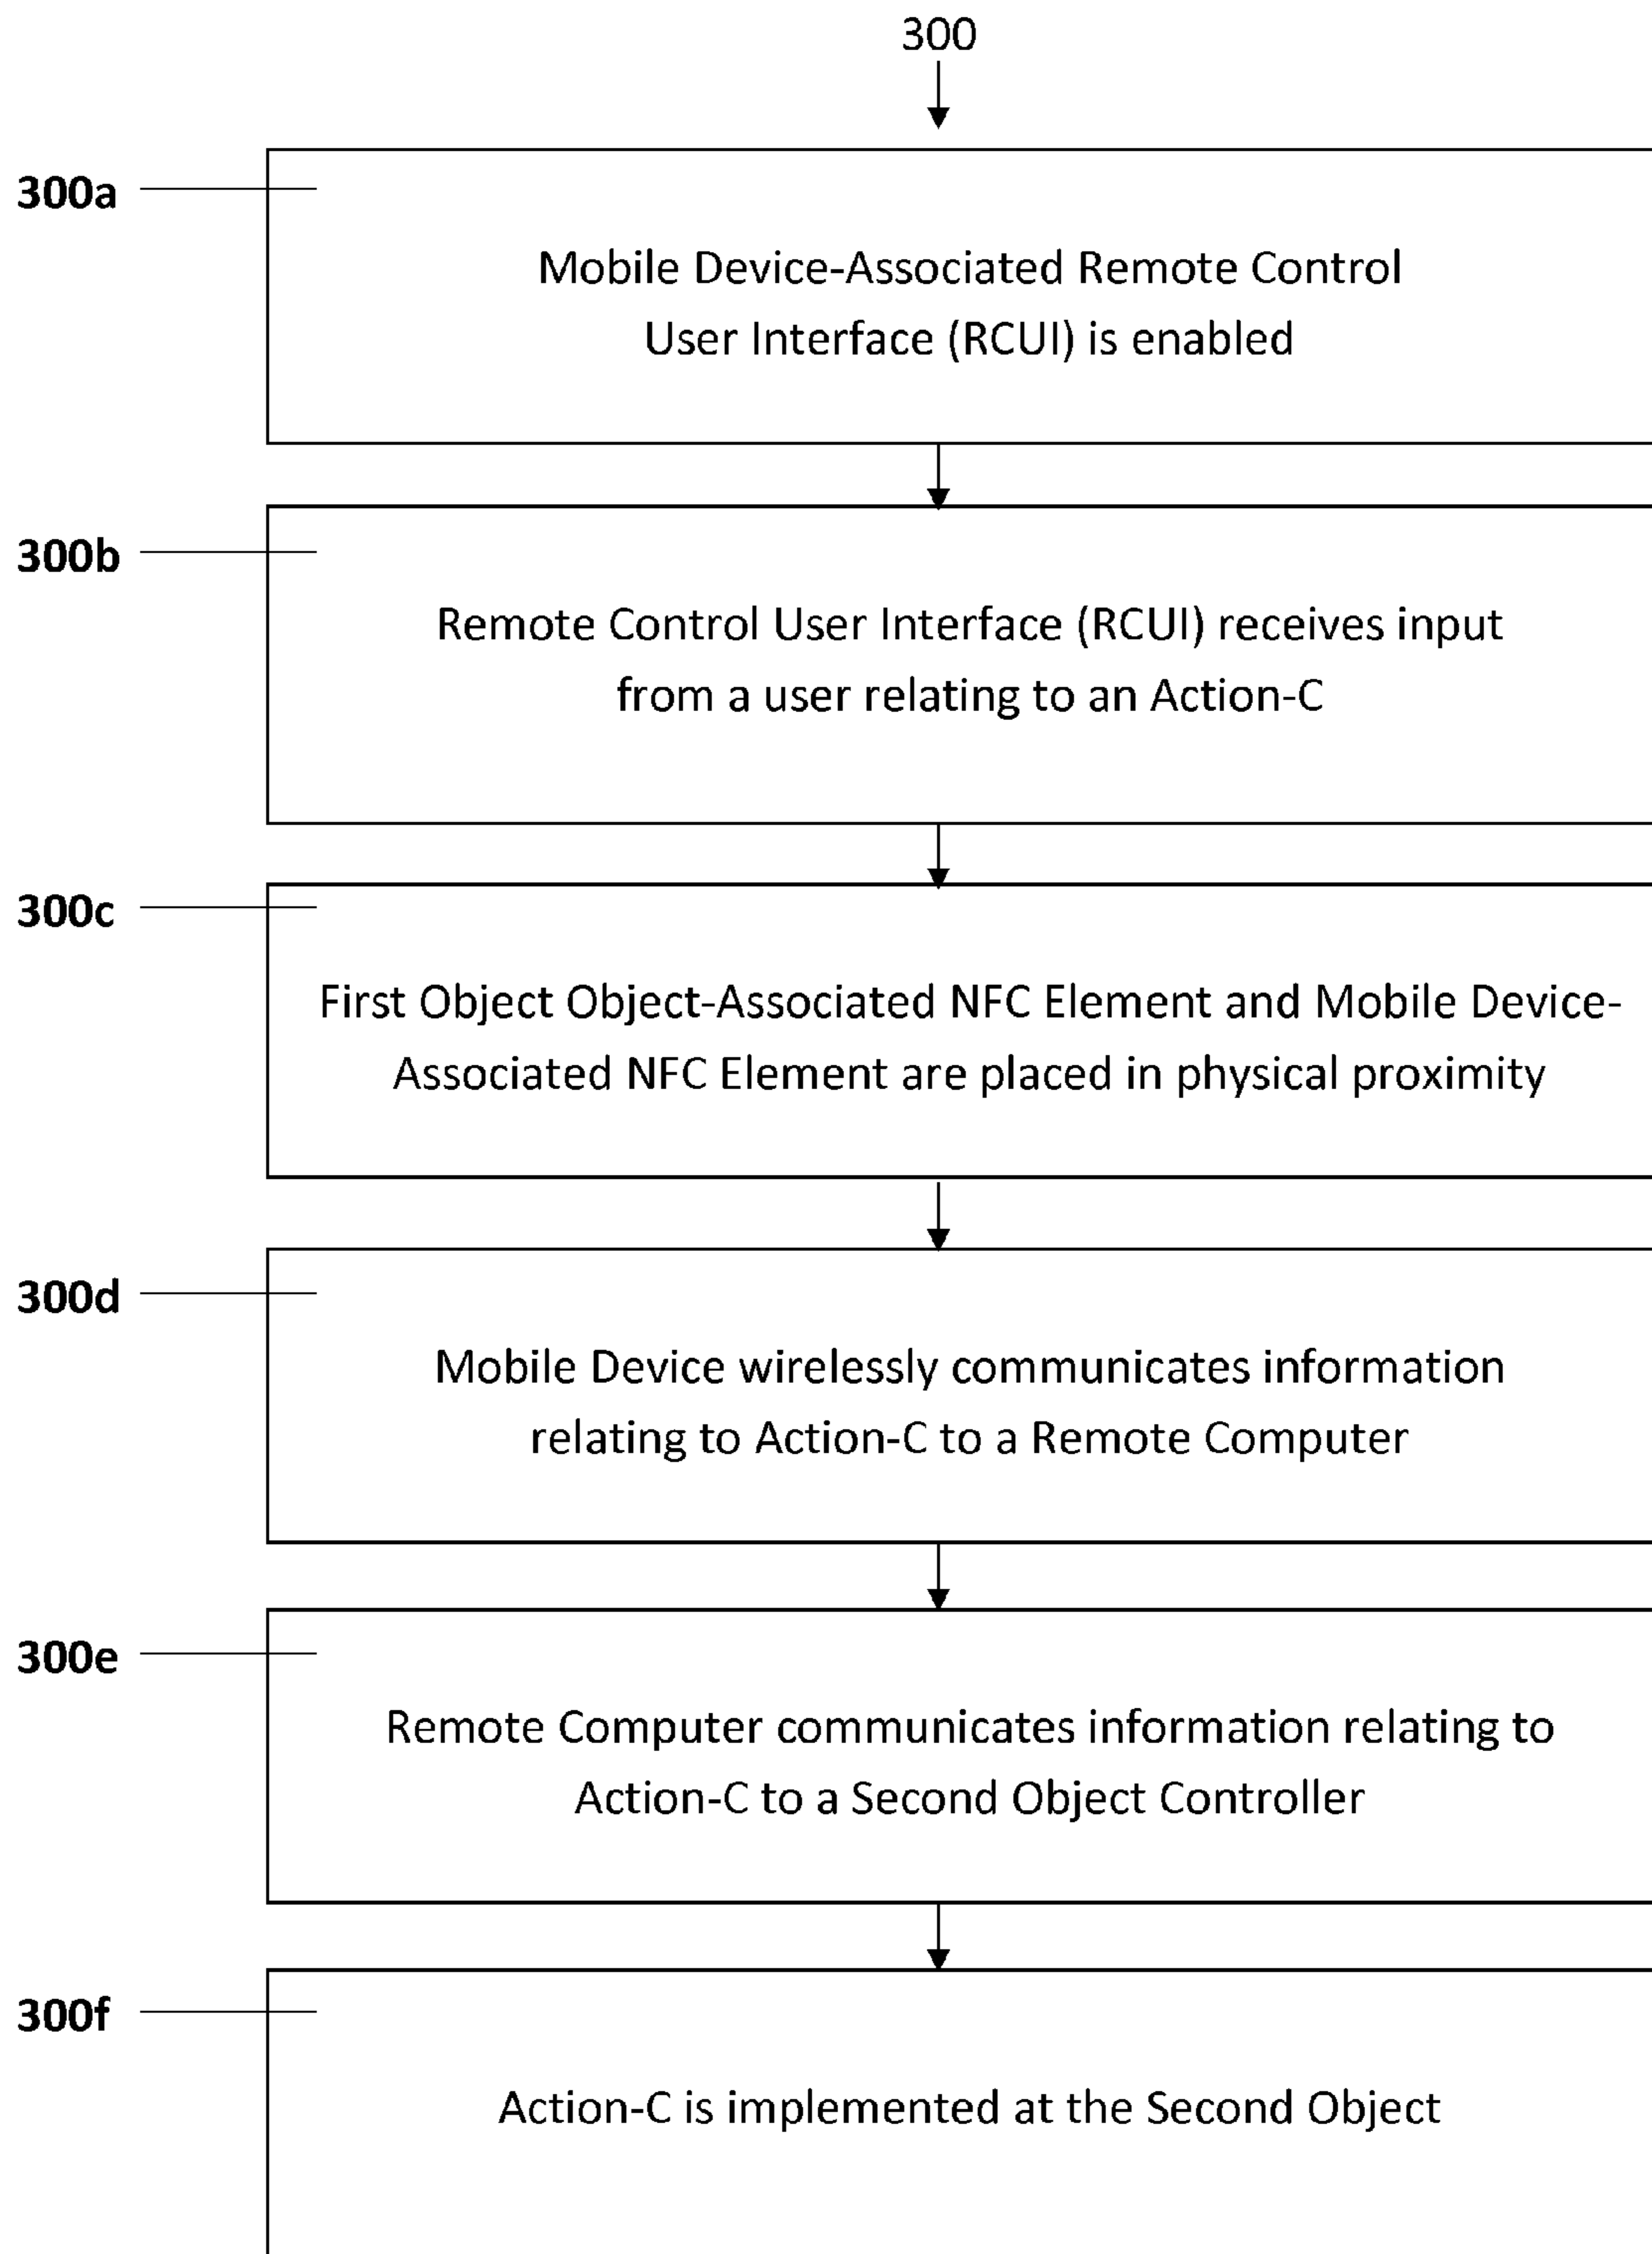 300
300a
Mobile Device-Associated Remote Control
User Interface (RCUI) is enabled
300b
Remote Control User Interface (RCUI) receives input
from a user relating to an Action-C
300c
First Object Object-Associated NFC Element and Mobile Device-
Associated NFC Element are placed in physical proximity
300d
Mobile Device wirelessly communicates information
relating to Action-C to a Remote Computer
300e
Remote Computer communicates information relating to
Action-C to a Second Object Controller
300f
Action-C is implemented at the Second Object